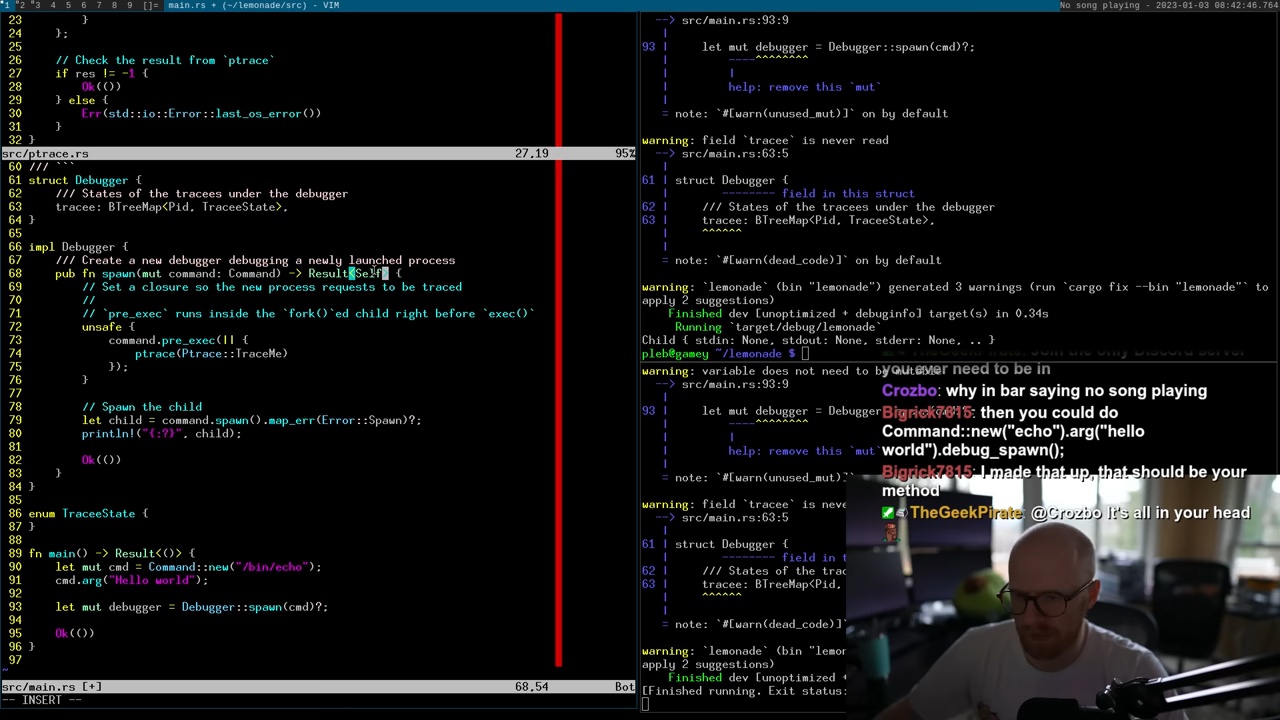 1 2 3 4 5 6 7 8 9 []= main.rs + (~/lemonade/src) - VIM
No song playing - 2023-01-03 08:42:46.764
23         }
24     };
25
26     // Check the result from `ptrace`
27     if res != -1 {
28         Ok(())
29     } else {
30         Err(std::io::Error::last_os_error())
31     }
32 }
src/ptrace.rs 27,19 95%
60 /// ```
61 struct Debugger {
62     /// States of the tracees under the debugger
63     tracee: BTreeMap<Pid, TraceeState>,
64 }
65
66 impl Debugger {
67     /// Create a new debugger debugging a newly launched process
68     pub fn spawn(mut command: Command) -> Result<Self> {
69         // Set a closure so the new process requests to be traced
70         //
71         // `pre_exec` runs inside the `fork()`ed child right before `exec()`
72         unsafe {
73             command.pre_exec(|| {
74                 ptrace(Ptrace::TraceMe)
75             });
76         }
77
78         // Spawn the child
79         let child = command.spawn().map_err(Error::Spawn)?;
80         println!("{:?}", child);
81
82         Ok(())
83     }
84 }
85
86 enum TraceeState {
87 }
88
89 fn main() -> Result<()> {
90     let mut cmd = Command::new("/bin/echo");
91     cmd.arg("Hello world");
92
93     let mut debugger = Debugger::spawn(cmd)?;
94
95     Ok(())
96 }
97
~
src/main.rs [+] 68,54 Bot
-- INSERT --
--> src/main.rs:93:9
|
93 |     let mut debugger = Debugger::spawn(cmd)?;
|         ----^^^^^^^^
|         |
|         help: remove this `mut`
|
= note: `#[warn(unused_mut)]` on by default
warning: field `tracee` is never read
--> src/main.rs:63:5
|
61 | struct Debugger {
|        -------- field in this struct
62 |     /// States of the tracees under the debugger
63 |     tracee: BTreeMap<Pid, TraceeState>,
|     ^^^^^^
|
= note: `#[warn(dead_code)]` on by default
warning: `lemonade` (bin "lemonade") generated 3 warnings (run `cargo fix --bin "lemonade"` to
apply 2 suggestions)
Finished dev [unoptimized + debuginfo] target(s) in 0.34s
Running `target/debug/lemonade`
Child { stdin: None, stdout: None, stderr: None, .. }
pleb@gamey ~/lemonade $
warning: variable does not need to be
--> src/main.rs:93:9
|
93 |     let mut debugger = Debugger
|         ----^^^^^^^^
|         |
|         help: remove this `mut`
|
= note: `#[warn(unused_mut)]`
warning: field `tracee` is
--> src/main.rs:63:5
|
61 | struct Debugger {
|        -------- field in
62 |     /// States of the
63 |     tracee: BTreeMap<Pid,
|     ^^^^^^
|
= note: `#[warn(dead_code)]`
warning: `lemonade` (bin "lemon
apply 2 suggestions)
Finished dev [unoptimized +
[Finished running. Exit status:
you ever need to be in
Crozbo: why in bar saying no song playing
Bigrick7815: then you could do
Command::new("echo").arg("hello
world").debug_spawn();
Bigrick7815: I made that up, that should be your
method
TheGeekPirate: @Crozbo It's all in your head